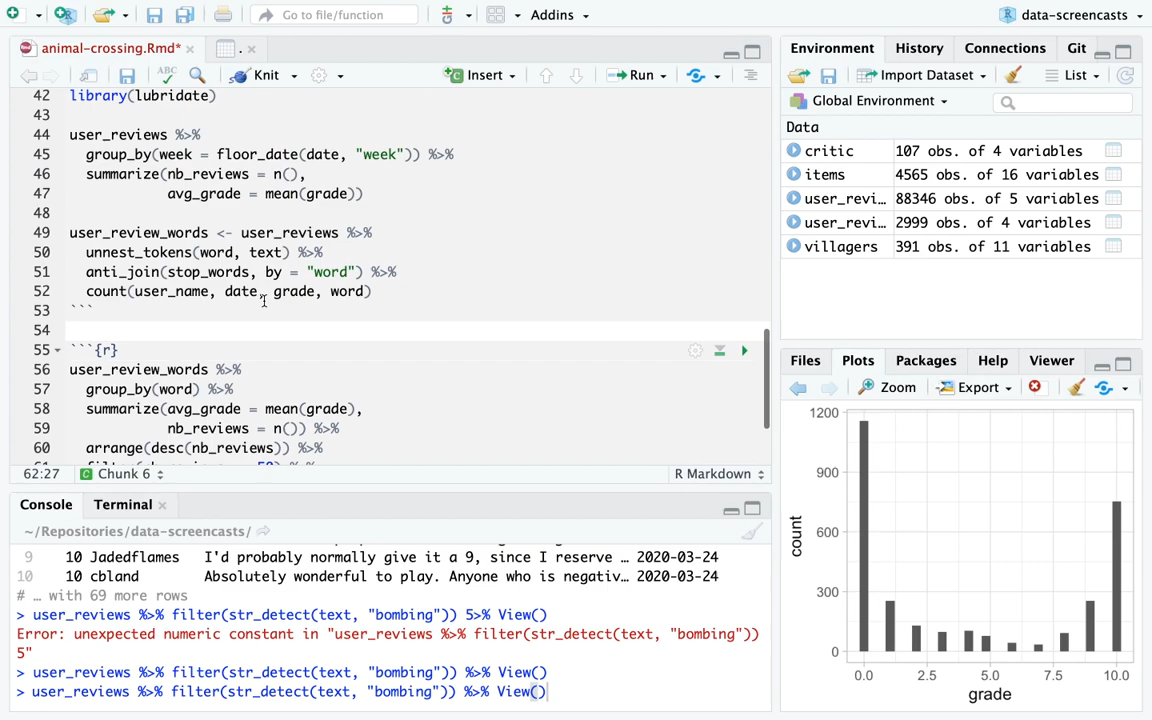 Go to file/function
Addins
data-screencasts
animal-crossing.Rmd*
.
Knit
Insert
Run
42 library(lubridate)
43
44 user_reviews %>%
45 group_by(week = floor_date(date, "week")) %>%
46 summarize(nb_reviews = n(),
47 avg_grade = mean(grade))
48
49 user_review_words <- user_reviews %>%
50 unnest_tokens(word, text) %>%
51 anti_join(stop_words, by = "word") %>%
52 count(user_name, date, grade, word)
53 ```
54
55 ```{r}
56 user_review_words %>%
57 group_by(word) %>%
58 summarize(avg_grade = mean(grade),
59 nb_reviews = n()) %>%
60 arrange(desc(nb_reviews)) %>%
62:27 Chunk 6 R Markdown
Console Terminal
~/Repositories/data-screencasts/
9 10 Jadedflames I'd probably normally give it a 9, since I reserve … 2020-03-24
10 10 cbland Absolutely wonderful to play. Anyone who is negativ… 2020-03-24
# … with 69 more rows
> user_reviews %>% filter(str_detect(text, "bombing")) 5>% View()
Error: unexpected numeric constant in "user_reviews %>% filter(str_detect(text, "bombing"))
5"
> user_reviews %>% filter(str_detect(text, "bombing")) %>% View()
> user_reviews %>% filter(str_detect(text, "bombing")) %>% View()
Environment History Connections Git
Import Dataset List
Global Environment
Data
critic 107 obs. of 4 variables
items 4565 obs. of 16 variables
user_revi… 88346 obs. of 5 variables
user_revi… 2999 obs. of 4 variables
villagers 391 obs. of 11 variables
Files Plots Packages Help Viewer
Zoom Export
1200
900
600
300
0
count
0.0 2.5 5.0 7.5 10.0
grade